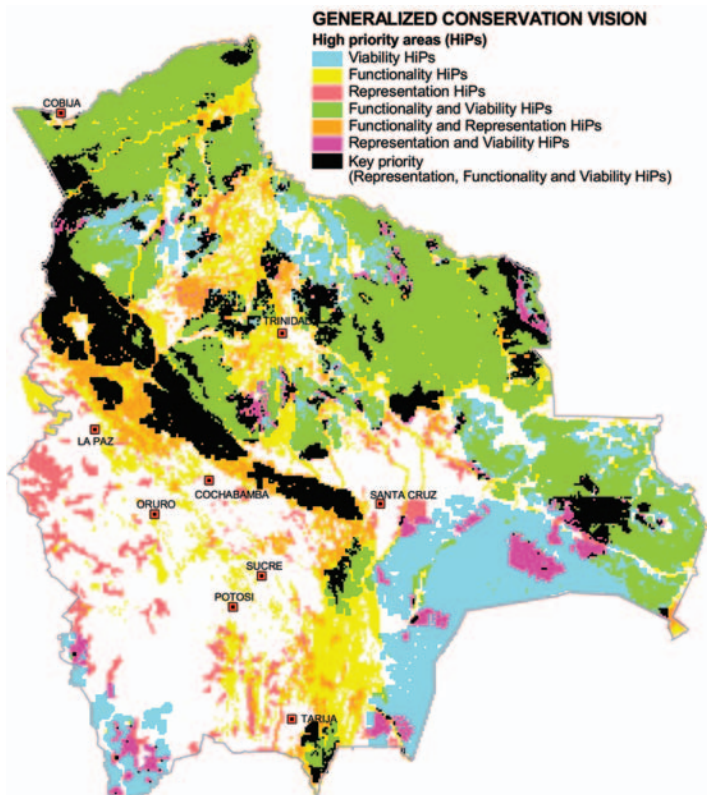 GENERALIZED CONSERVATION VISION
High priority areas (HiPs)
Viability HiPs
Functionality HiPs
Representation HiPs
Functionality and Viability HiPs
Functionality and Representation HiPs
Representation and Viability HiPs
Key priority
(Representation, Functionality and Viability HiPs)
COBIJA
TRINIDAD
LA PAZ
COCHABAMBA
SANTA CRUZ
ORURO
SUCRE
POTOSI
TARIJA